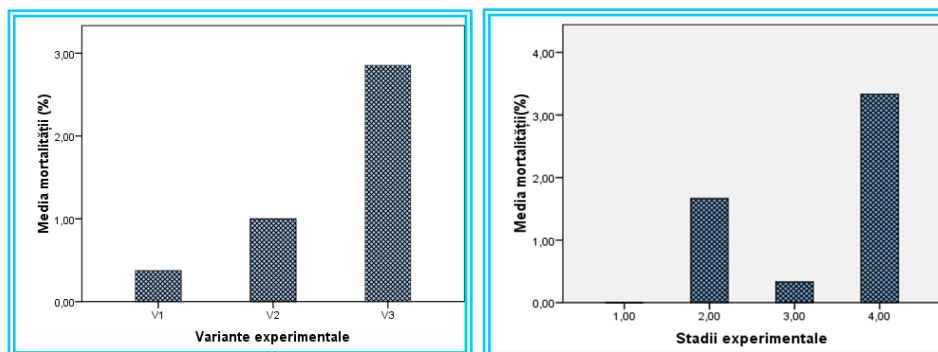 Media mortalității (%)
3,00
2,00
1,00
0,00
V1 V2 V3
Variante experimentale
Media mortalității(%)
4,00
3,00
2,00
1,00
0,00
1,00 2,00 3,00 4,00
Stadii experimentale